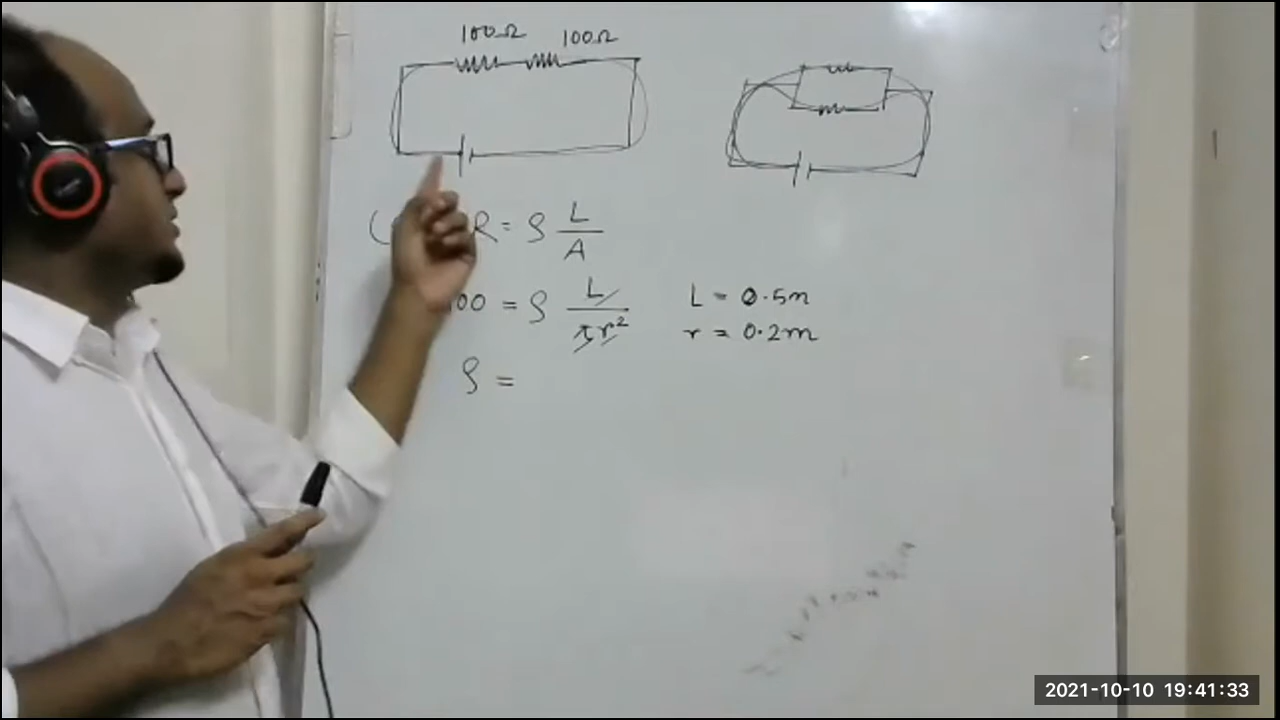 100Ω 100Ω
R = ρ L/A
00 = ρ L/πr²
L = 0.5m
r = 0.2m
ρ =
2021-10-10 19:41:33